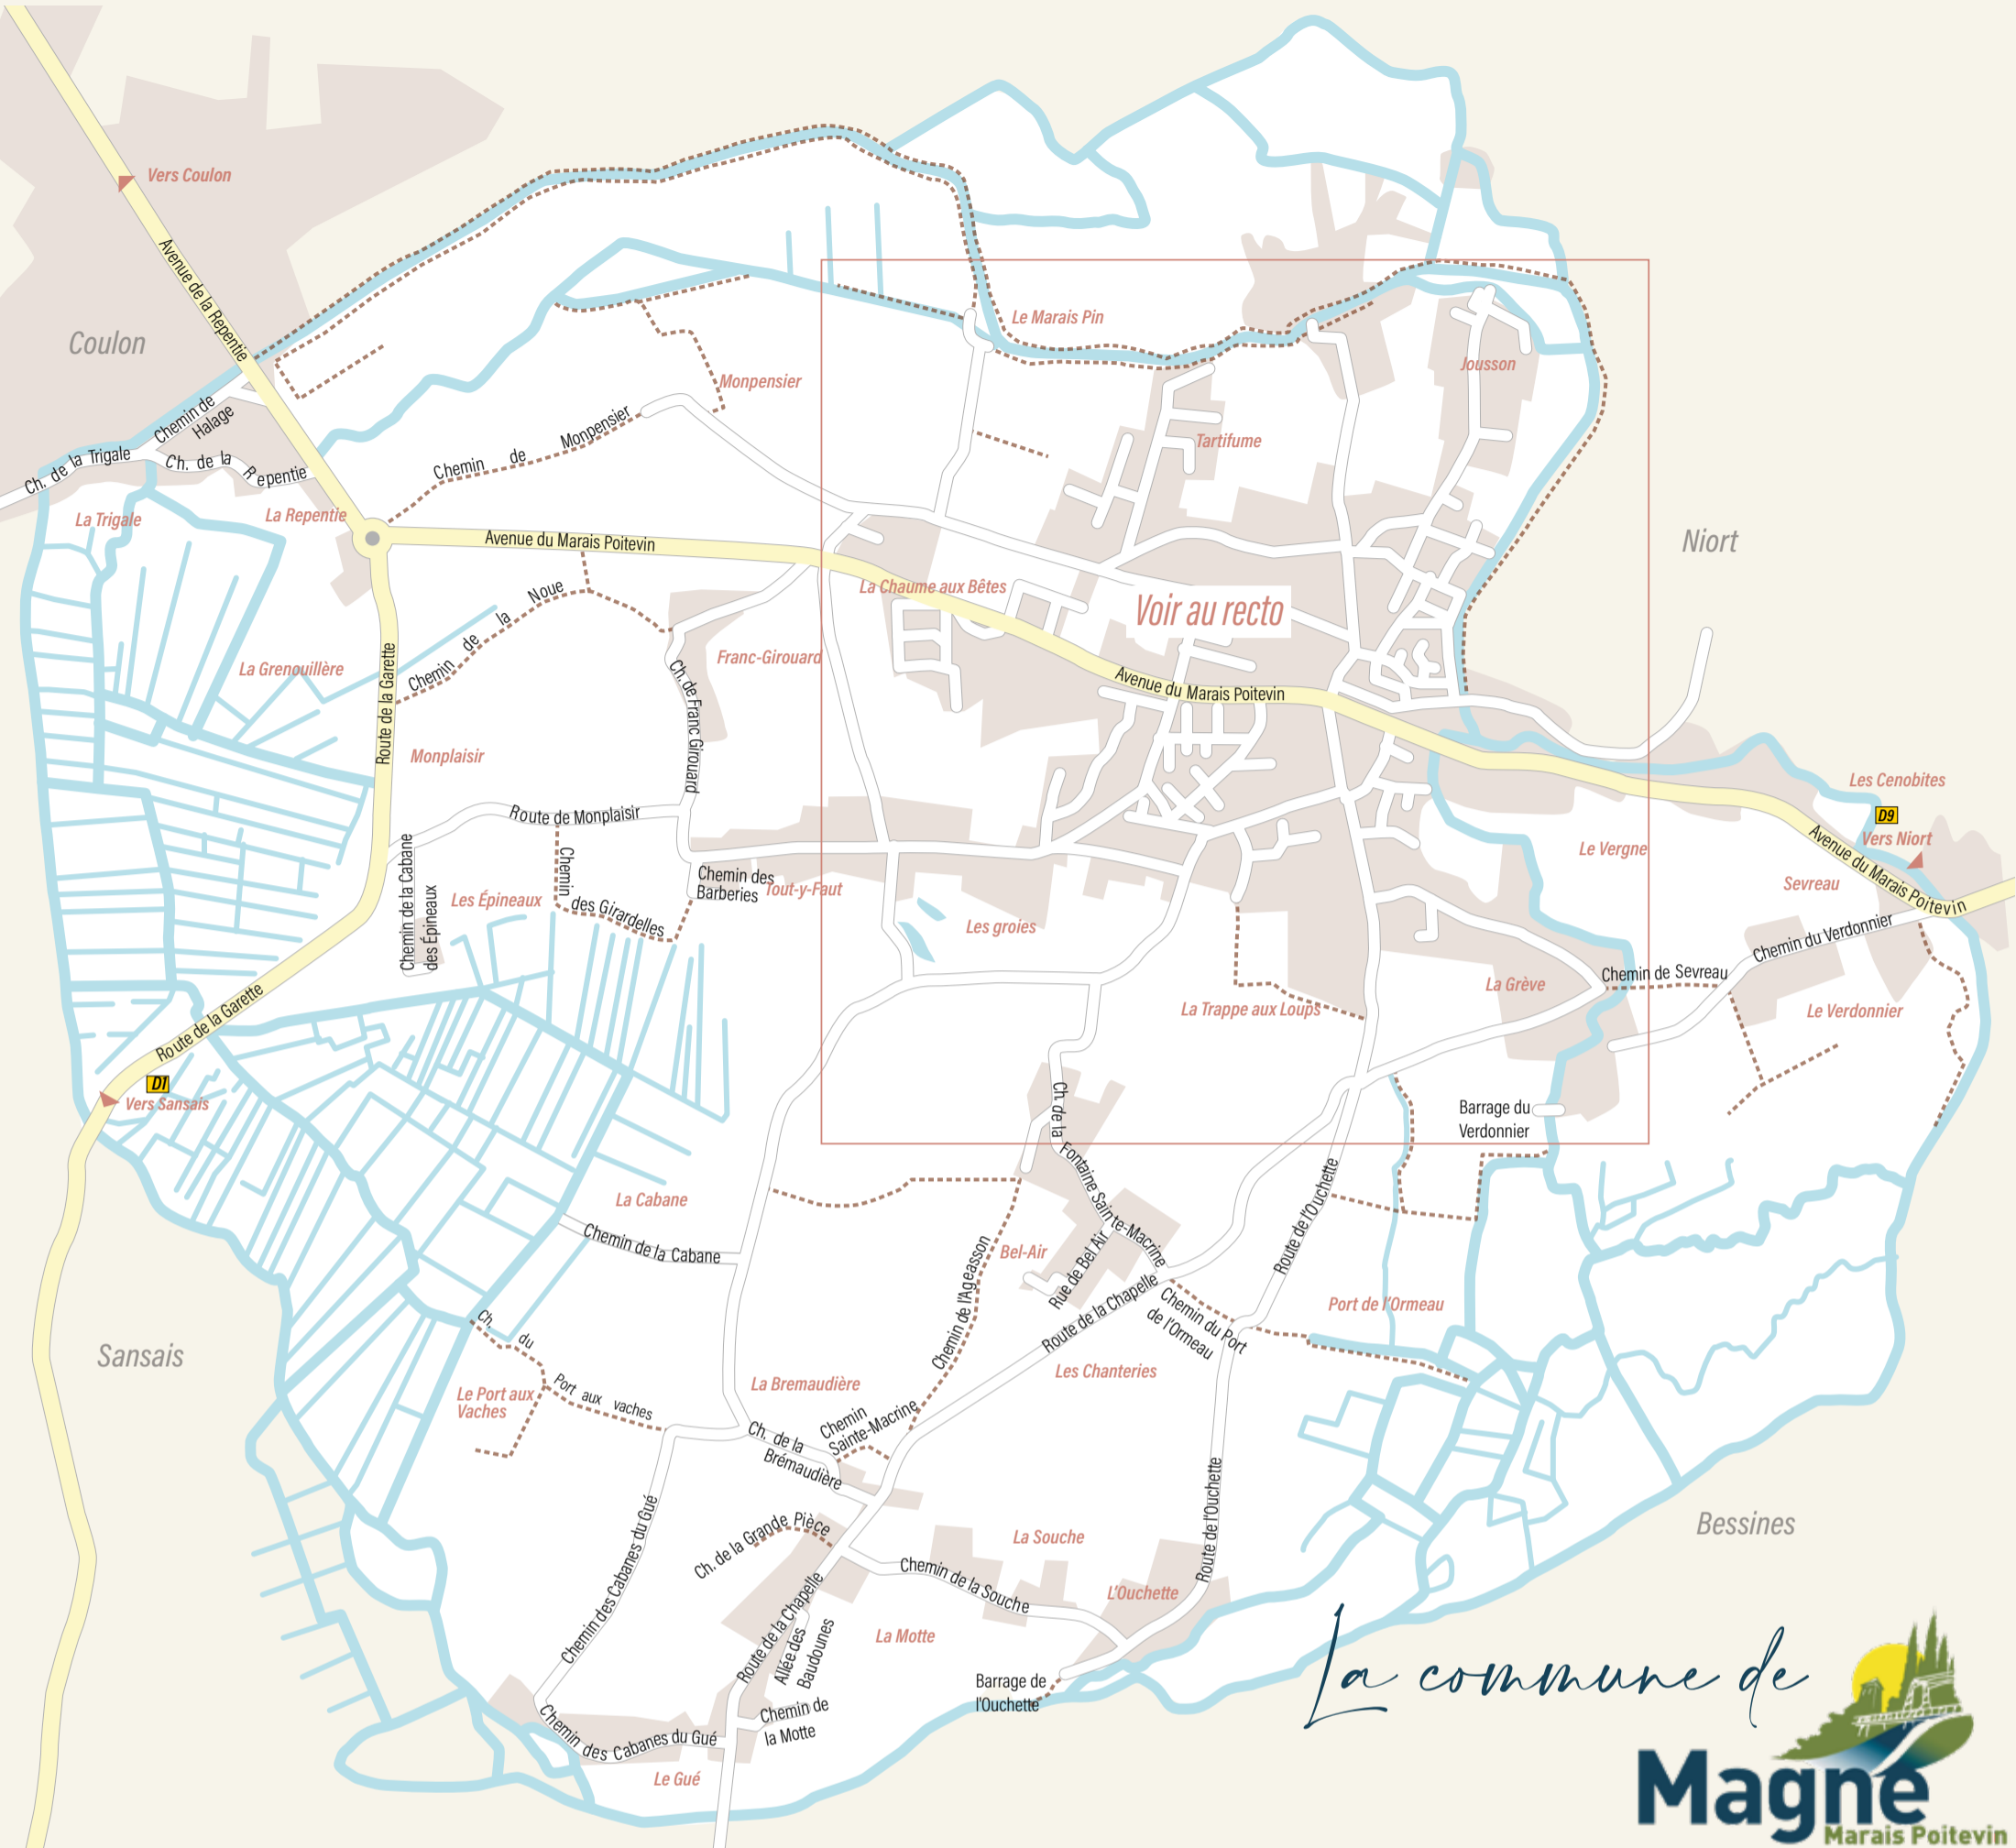 Vers Coulon
Avenue de la Repentie
Coulon
Le Marais Pin
Monpensier
Jousson
Chemin de
Halage
Chemin de Monpensier
Tartifume
Ch. de la Trigale
Ch. de la Repentie
La Trigale
La Repentie
Avenue du Marais Poitevin
Niort
La Chaume aux Bêtes
Voir au recto
Chemin de la Noue
La Grenouillère
Route de la Garette
Franc-Girouard
Ch. de Franc Girouard
Avenue du Marais Poitevin
Monplaisir
Les Cenobites
D9
Vers Niort
Route de Monplaisir
Avenue du Marais Poitevin
Le Vergne
Sevreau
Chemin de la Cabane
des Épineaux
Les Épineaux
Chemin des Girardelles
Chemin des
Barberies
Tout-y-Faut
Les groies
Chemin du Verdonnier
Chemin de Sevreau
La Grève
La Trappe aux Loups
Le Verdonnier
Route de la Garette
D1
Vers Sansais
Barrage du
Verdonnier
Ch. de la Fontaine Sainte-Macrine
La Cabane
Chemin de la Cabane
Bel-Air
Rue de Bel Air
Chemin de l'Ageasson
Route de l'Ouchette
Route de la Chapelle
Chemin du Port
de l'Ormeau
Port de l'Ormeau
Sansais
Ch. du Port aux vaches
Le Port aux
Vaches
La Bremaudière
Les Chanteries
Chemin
Sainte-Macrine
Ch. de la
Brémaudière
Route de l'Ouchette
Bessines
Chemin des Cabanes du Gué
Ch. de la Grande Pièce
La Souche
Chemin de la Souche
L'Ouchette
Route de la Chapelle
Allée des
Baudounes
La Motte
Barrage de
l'Ouchette
Chemin de
la Motte
Chemin des Cabanes du Gué
Le Gué
La commune de
Magné
Marais Poitevin